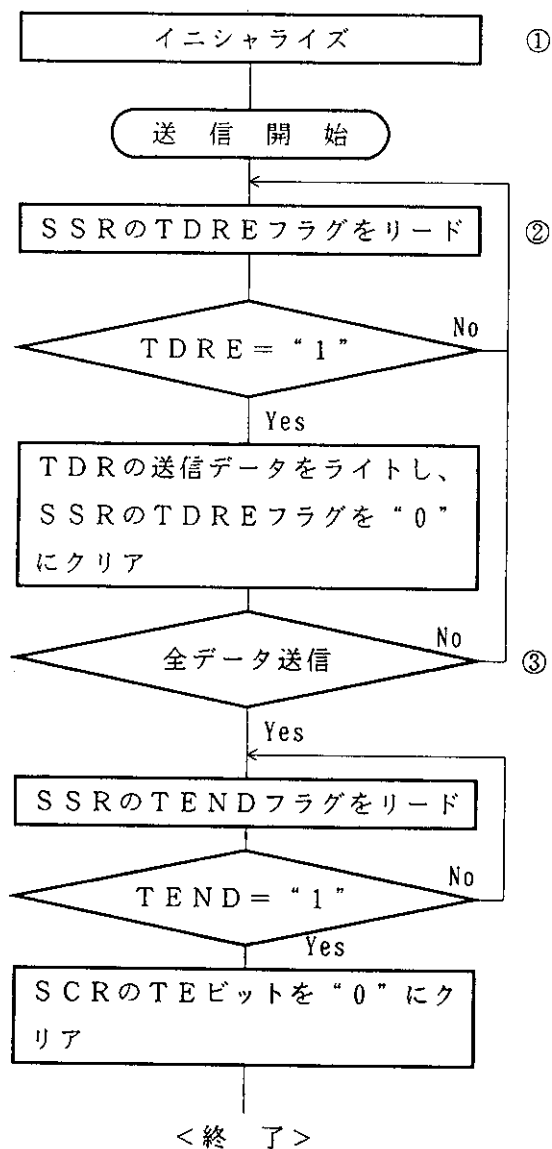 イニシャライズ ①
送信開始
SSRのTDREフラグをリード ②
TDRE=“1”
No
Yes
TDRの送信データをライトし、
SSRのTDREフラグを“0”
にクリア
全データ送信
No
③
Yes
SSRのTENDフラグをリード
TEND=“1”
No
Yes
SCRのTEビットを“0”にク
リア
<終 了>